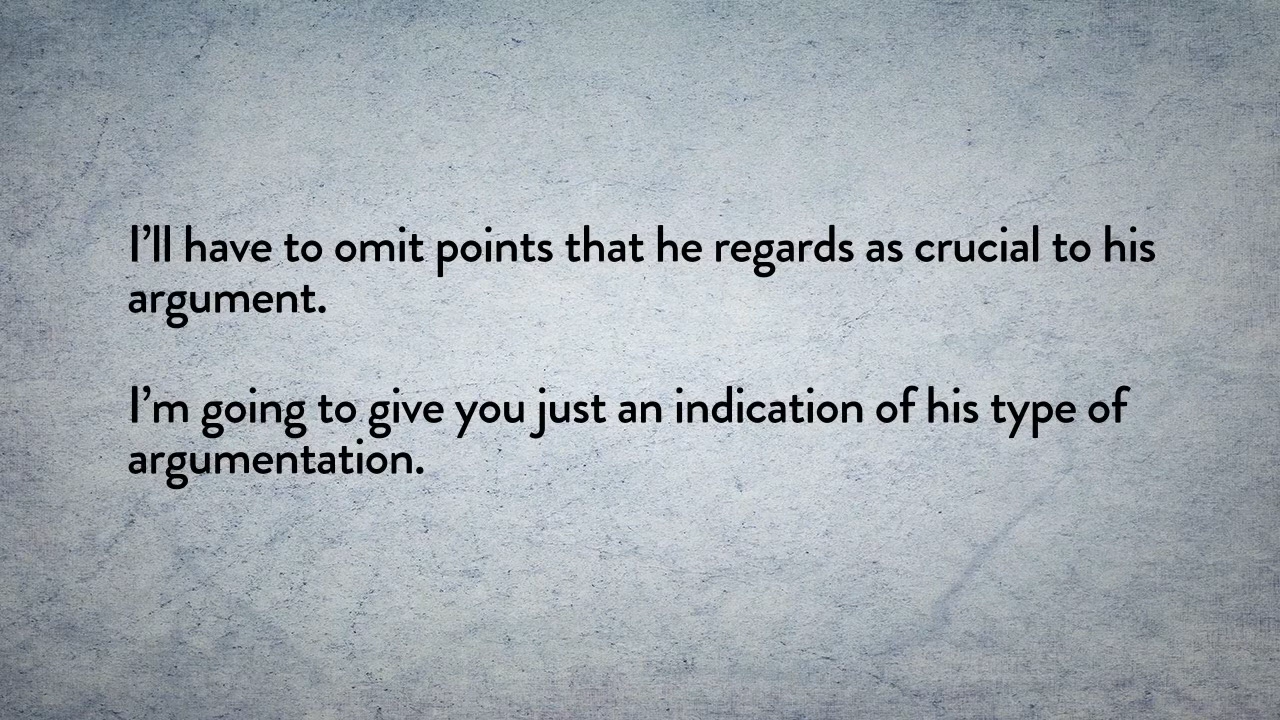 I’ll have to omit points that he regards as crucial to his
argument.
I’m going to give you just an indication of his type of
argumentation.